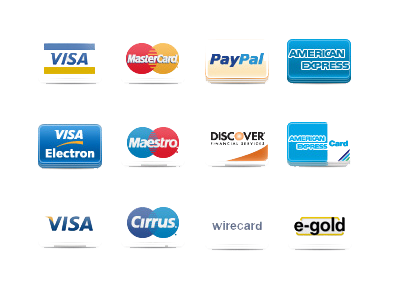 VISA
MasterCard
PayPal
AMERICAN
EXPRESS
VISA
Electron
Maestro
DISCOVER
FINANCIAL SERVICES
AMERICAN
EXPRESS Card
VISA
Cirrus
wirecard
e-gold